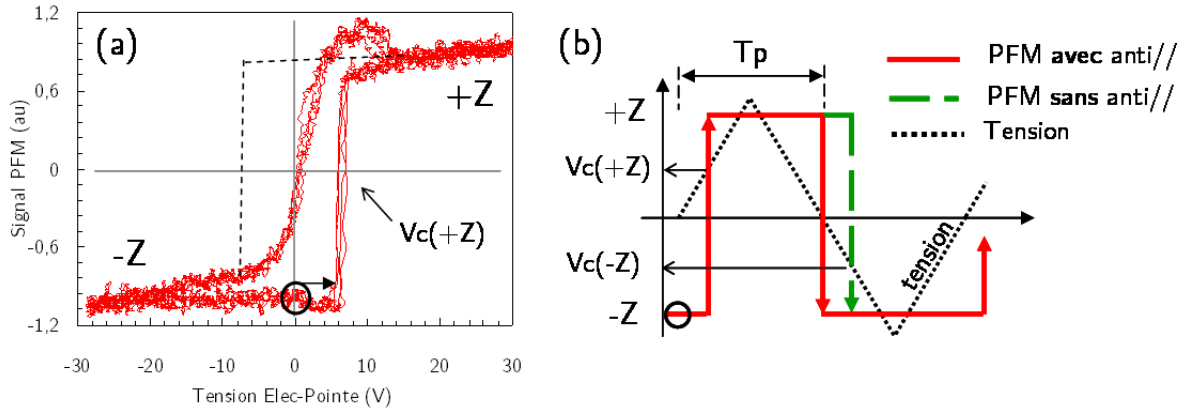 (a)
1,2
0,6
0
-0,6
-1,2
Signal PFM (au)
+Z
-Z
Vc(+Z)
-30
-20
-10
0
10
20
30
Tension Elec-Pointe (V)
(b)
Tp
PFM avec anti//
PFM sans anti//
Tension
+Z
Vc(+Z)
Vc(-Z)
-Z
tension